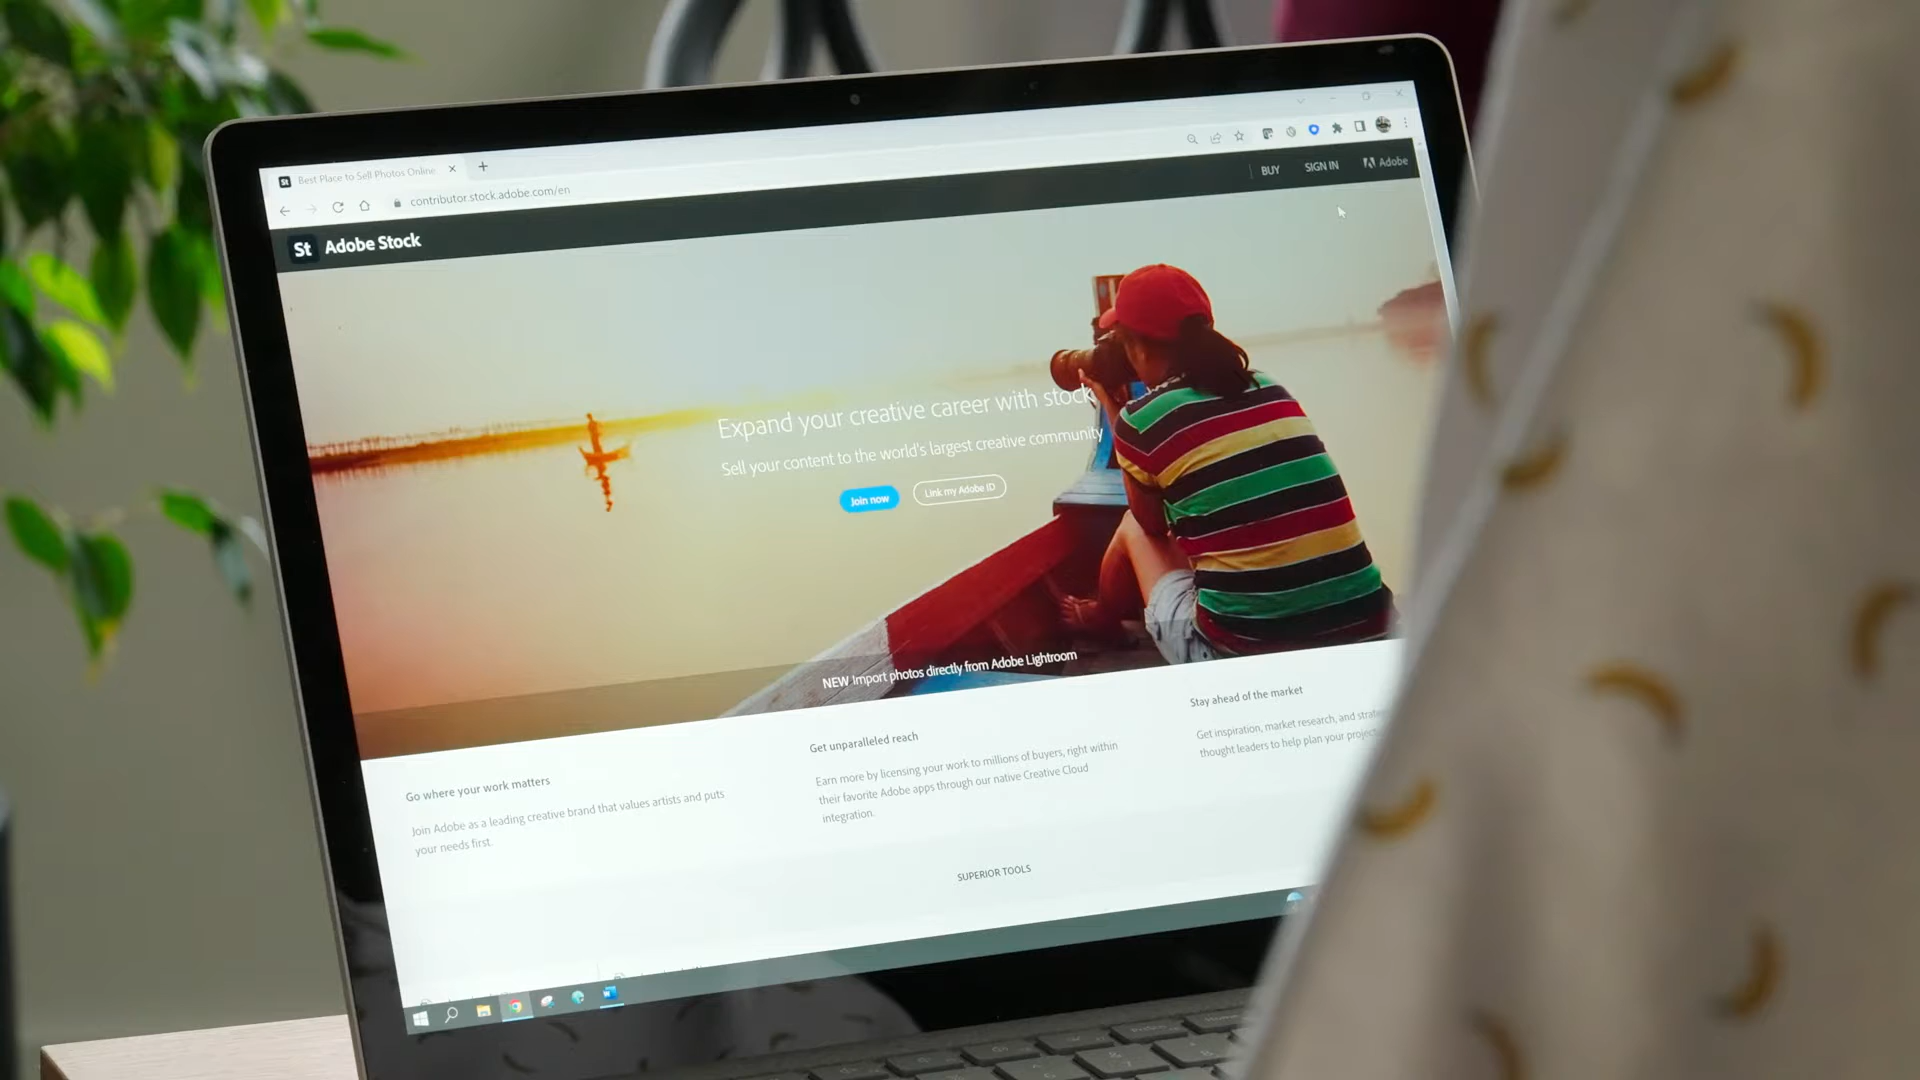 Best Place to Sell Photos Online
contributor.stock.adobe.com/en
BUY SIGN IN Adobe
St Adobe Stock
Expand your creative career with stock
Sell your content to the world's largest creative community
Join now Link my Adobe ID
NEW Import photos directly from Adobe Lightroom
Go where your work matters
Join Adobe as a leading creative brand that values artists and puts
your needs first.
Get unparalleled reach
Earn more by licensing your work to millions of buyers, right within
their favorite Adobe apps through our native Creative Cloud
integration.
Stay ahead of the market
Get inspiration, market research, and
thought leaders to help plan your project
SUPERIOR TOOLS